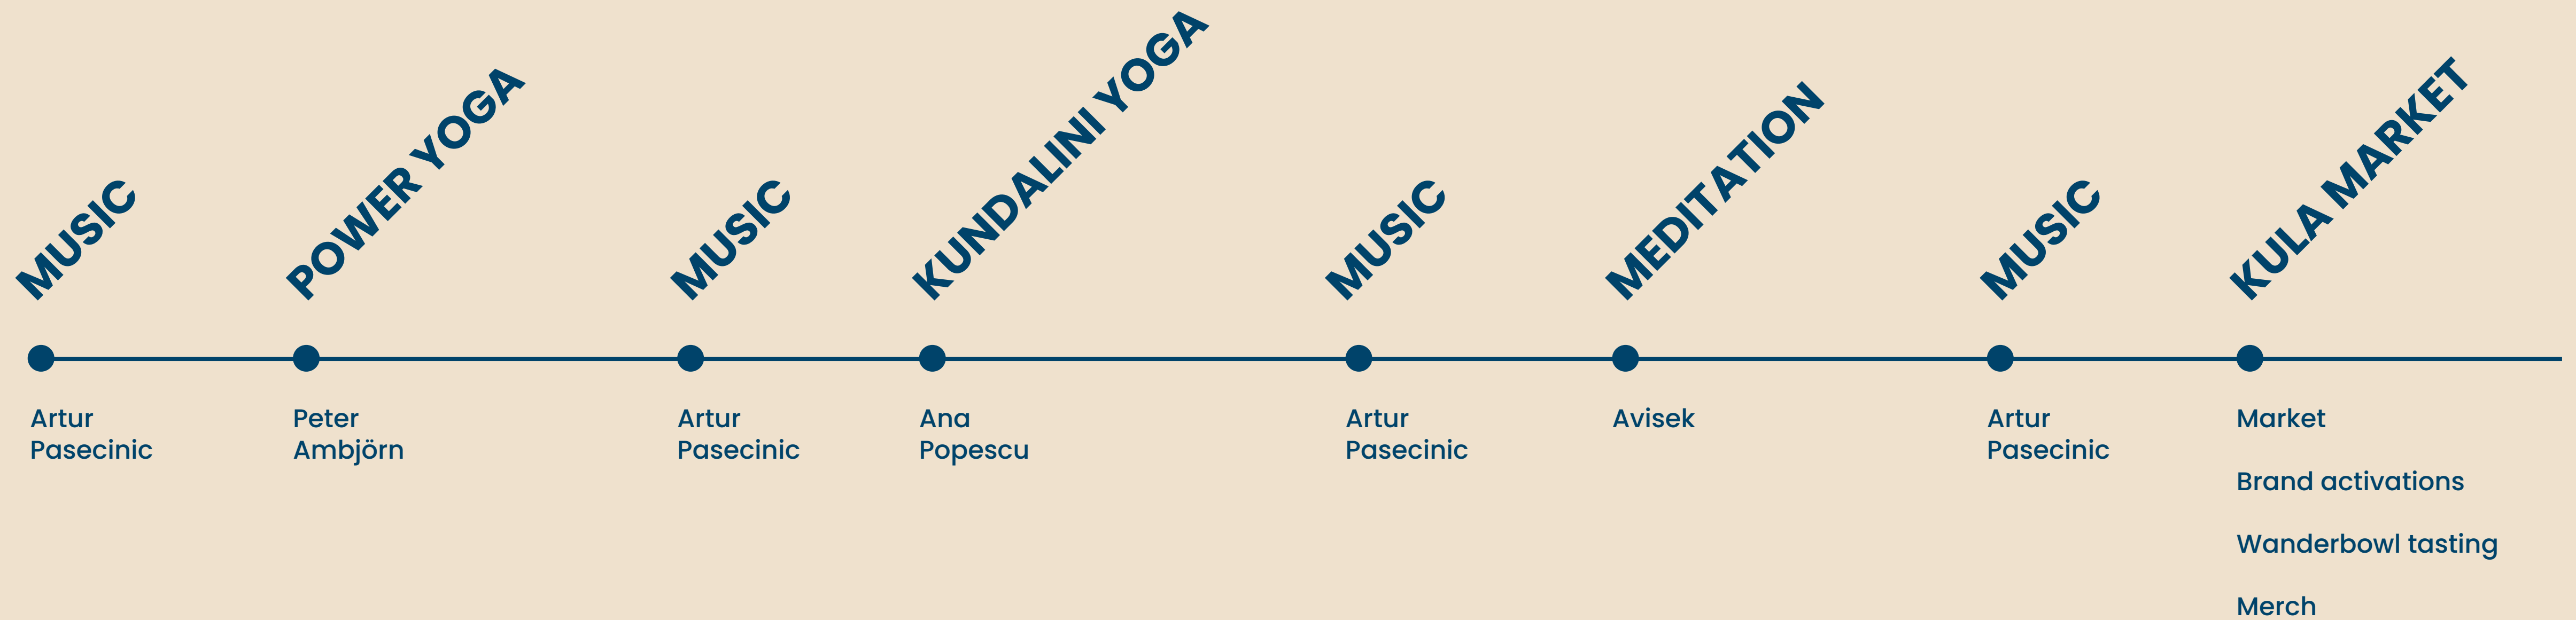 MUSIC
POWER YOGA
MUSIC
KUNDALINI YOGA
MUSIC
MEDITATION
MUSIC
KULA MARKET
Artur
Pasecinic
Peter
Ambjörn
Artur
Pasecinic
Ana
Popescu
Artur
Pasecinic
Avisek
Artur
Pasecinic
Market
Brand activations
Wanderbowl tasting
Merch